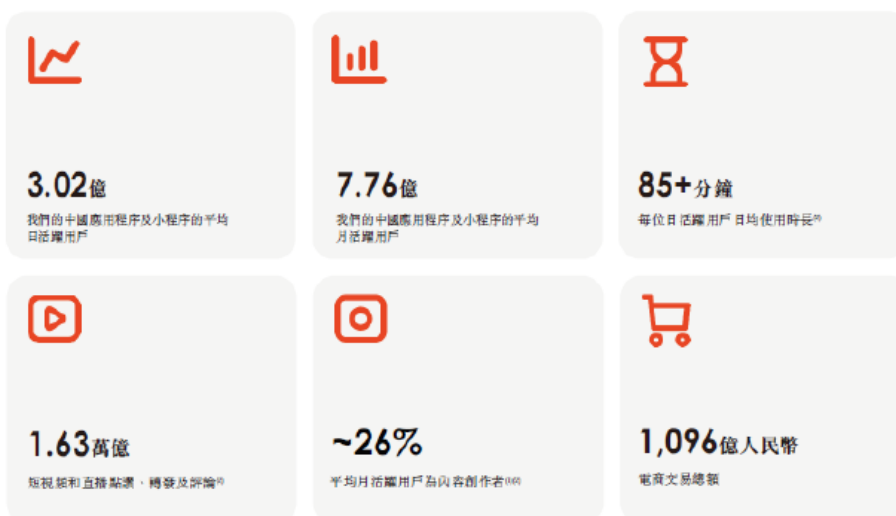 3.02億
我們的中國應用程序及小程序的平均
日活躍用戶
7.76億
我們的中國應用程序及小程序的平均
月活躍用戶
85+分鐘
每位日活躍用戶日均使用時長
1.63萬億
短視頻和直播點讚、轉發及評論
~26%
平均月活躍用戶為內容創作者
1,096億人民幣
電商交易總額